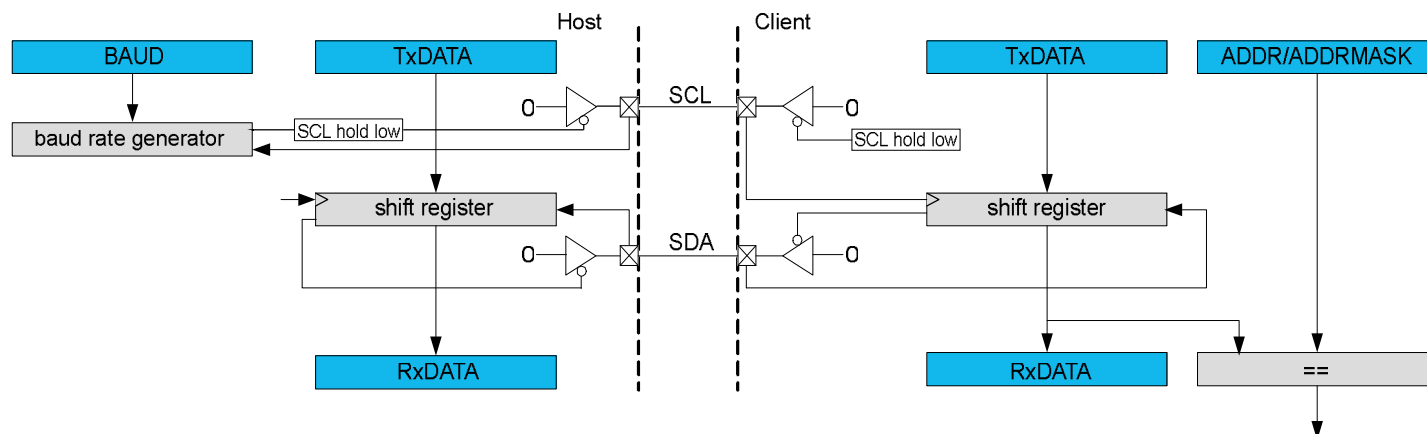 Host
Client
BAUD
TxDATA
TxDATA
ADDR/ADDRMASK
SCL
0
0
baud rate generator
SCL hold low
SCL hold low
shift register
shift register
SDA
0
0
RxDATA
RxDATA
==